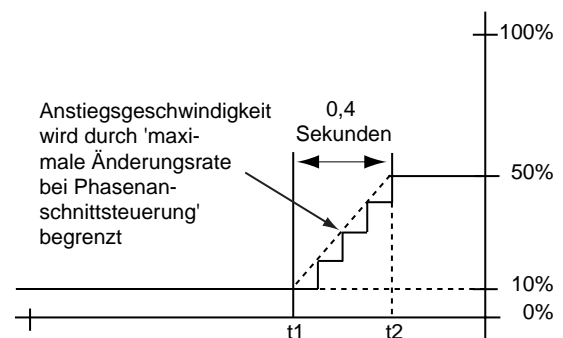 100%
Anstiegsgeschwindigkeit
wird durch 'maxi-
male Änderungsrate
bei Phasenan-
schnittsteuerung'
begrenzt
0,4
Sekunden
50%
10%
0%
t1
t2